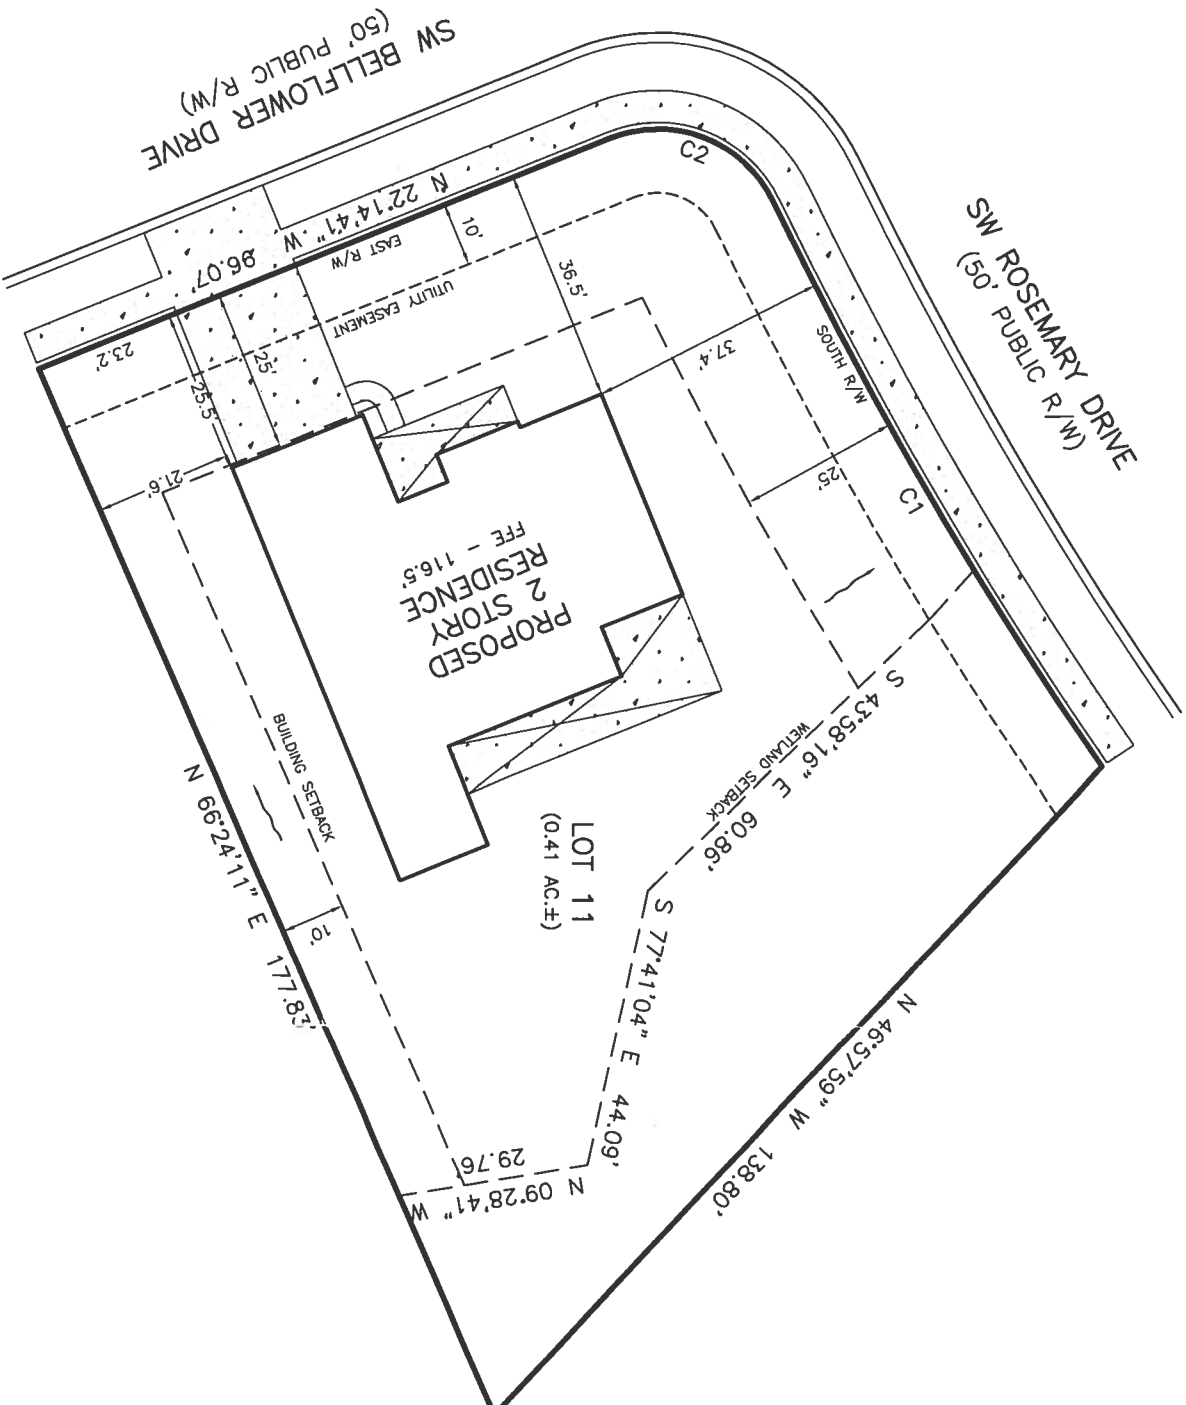 SW BELLFLOWER DRIVE
(50' PUBLIC R/W)
SW ROSEMARY DRIVE
(50' PUBLIC R/W)
C2
N 22°14'41" W 96.07'
EAST R/W
10'
UTILITY EASEMENT
36.5'
37.4'
SOUTH R/W
25'
C1
23.2'
25.5'
25'
21.6'
PROPOSED
2 STORY
RESIDENCE
FFE - 116.5'
BUILDING SETBACK
N 66°24'11" E 177.83'
10'
LOT 11
(0.41 AC.±)
S 43°58'16" E 60.86'
WETLAND SETBACK
S 77°41'04" E 44.09'
N 09°28'41" W
29.76'
N 46°57'59" W 138.80'